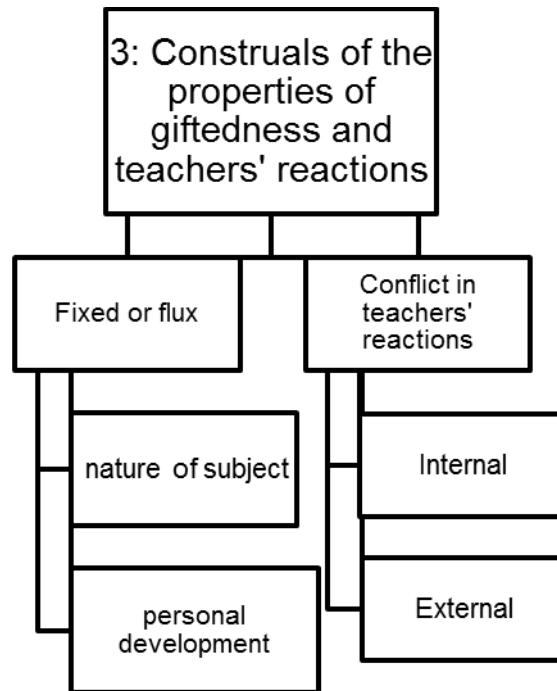 3: Construals of the
properties of
giftedness and
teachers' reactions
Fixed or flux
Conflict in
teachers'
reactions
nature of subject
Internal
personal
development
External